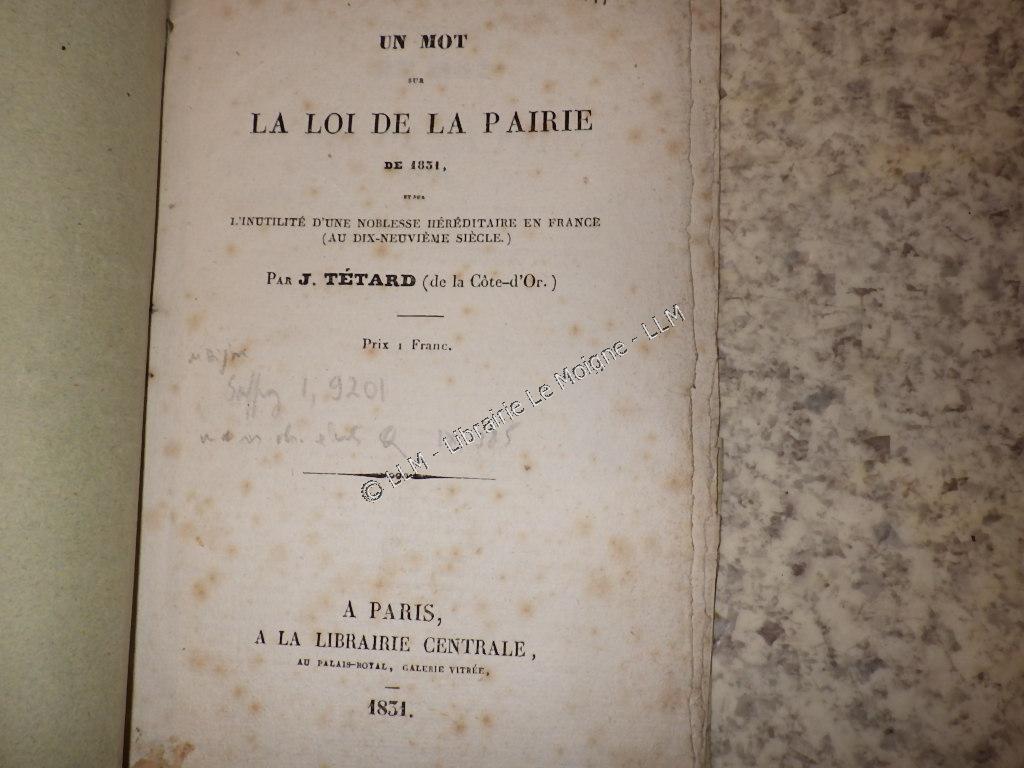 UN MOT
SUR
LA LOI DE LA PAIRIE
DE 1831,
ET SUR
L'INUTILITÉ D'UNE NOBLESSE HÉRÉDITAIRE EN FRANCE
(AU DIX-NEUVIÈME SIÈCLE.)
PAR J. TÉTARD (de la Côte-d'Or.)
Prix 1 Franc.
1, 9201
© LLM - Librairie Le Moigne - LLM
A PARIS,
A LA LIBRAIRIE CENTRALE,
AU PALAIS-ROYAL, GALERIE VITRÉE,
1831.